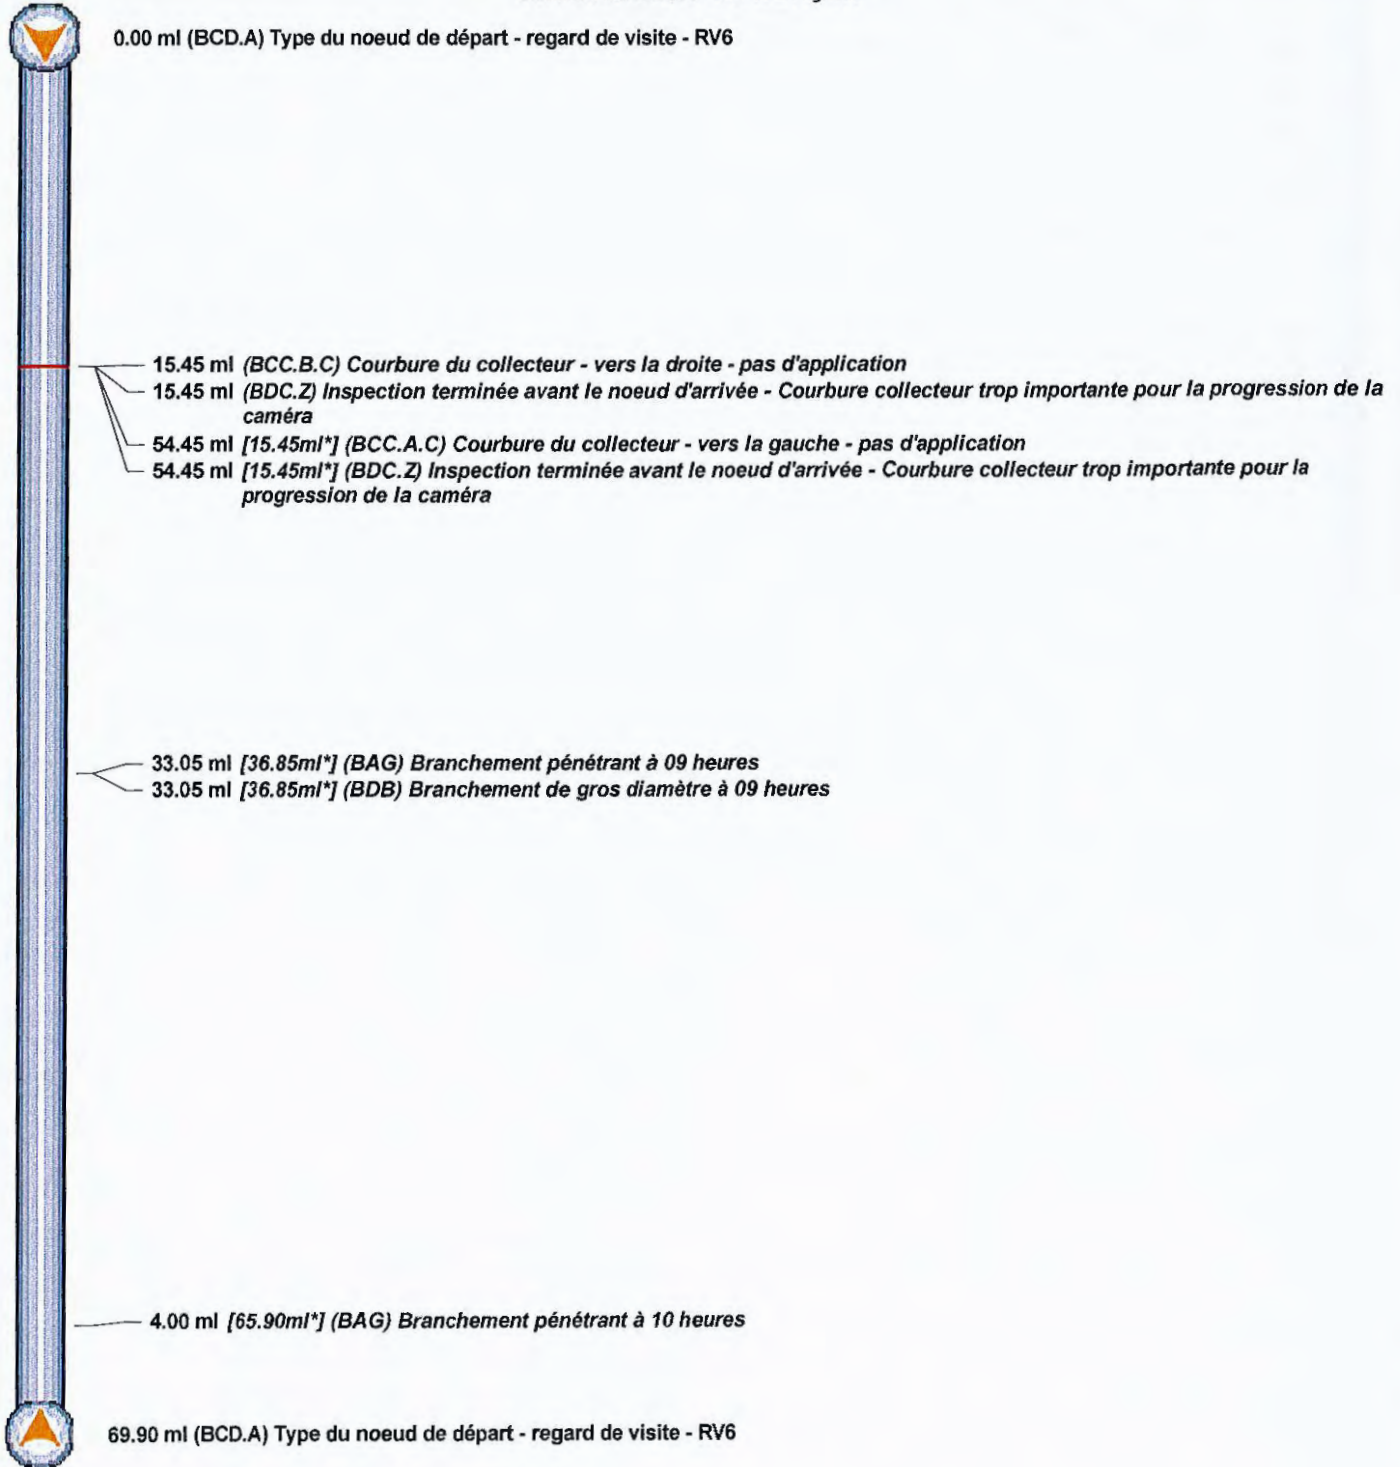 0.00 ml (BCD.A) Type du noeud de départ - regard de visite - RV6
15.45 ml (BCC.B.C) Courbure du collecteur - vers la droite - pas d'application
15.45 ml (BDC.Z) Inspection terminée avant le noeud d'arrivée - Courbure collecteur trop importante pour la progression de la
caméra
54.45 ml [15.45ml*] (BCC.A.C) Courbure du collecteur - vers la gauche - pas d'application
54.45 ml [15.45ml*] (BDC.Z) Inspection terminée avant le noeud d'arrivée - Courbure collecteur trop importante pour la
progression de la caméra
33.05 ml [36.85ml*] (BAG) Branchement pénétrant à 09 heures
33.05 ml [36.85ml*] (BDB) Branchement de gros diamètre à 09 heures
4.00 ml [65.90ml*] (BAG) Branchement pénétrant à 10 heures
69.90 ml (BCD.A) Type du noeud de départ - regard de visite - RV6